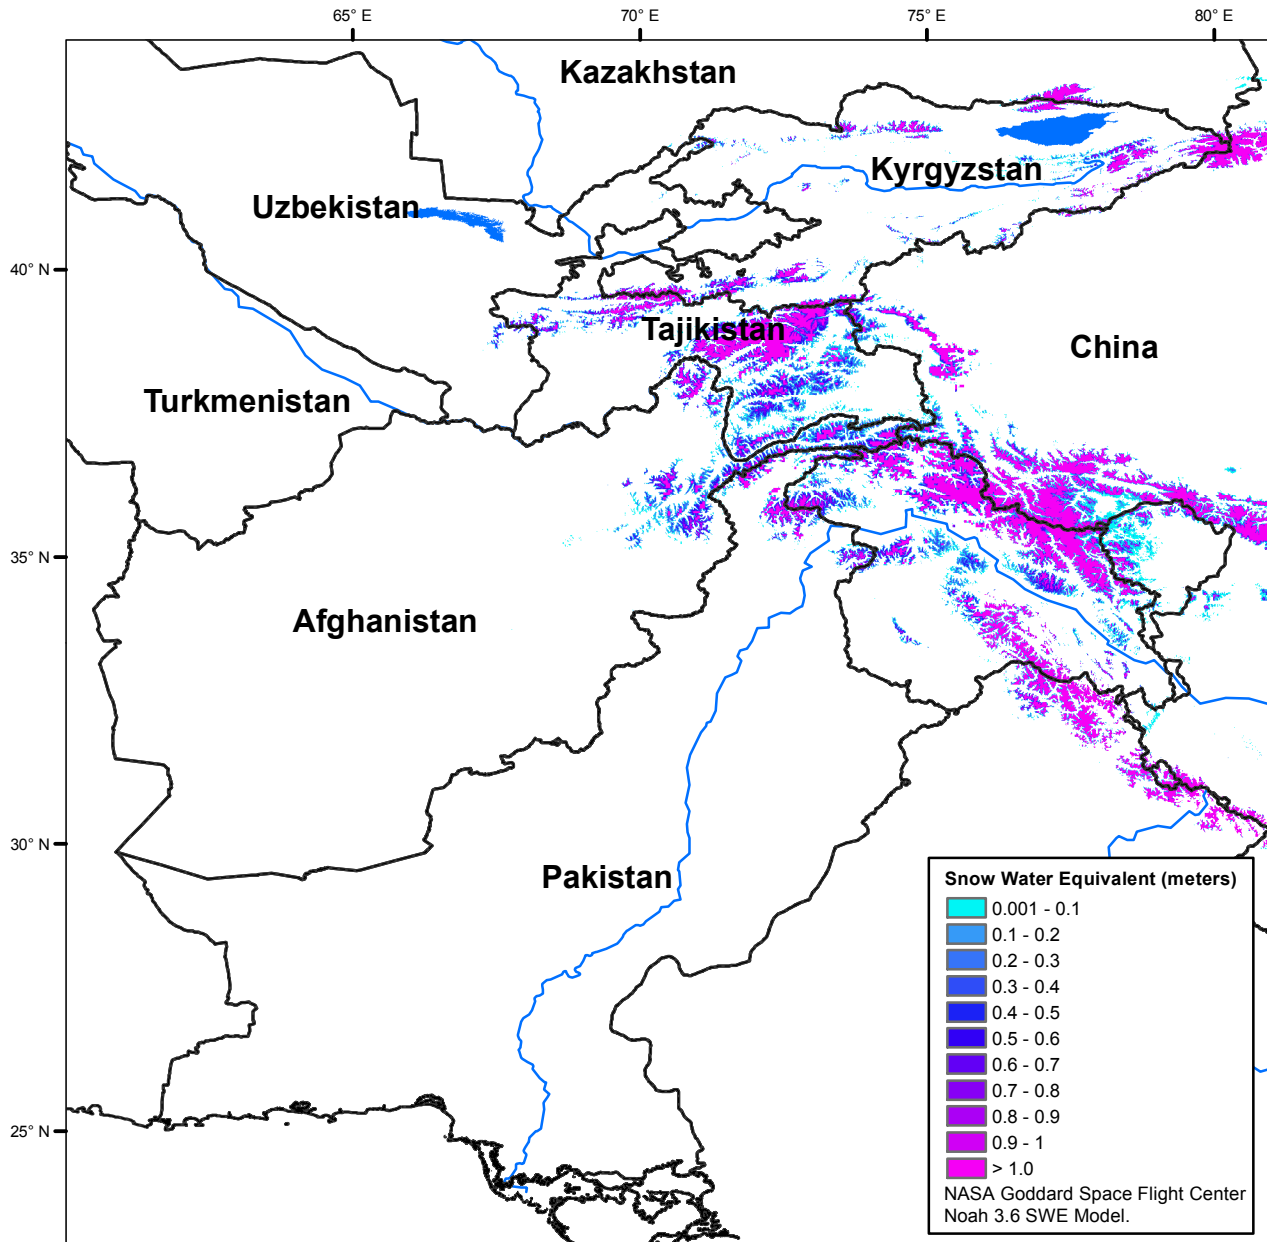 65° E
70° E
75° E
80° E
Kazakhstan
Kyrgyzstan
Uzbekistan
40° N
Tajikistan
China
Turkmenistan
35° N
Afghanistan
30° N
Pakistan
Snow Water Equivalent (meters)
0.001 - 0.1
0.1 - 0.2
0.2 - 0.3
0.3 - 0.4
0.4 - 0.5
0.5 - 0.6
0.6 - 0.7
0.7 - 0.8
0.8 - 0.9
0.9 - 1
> 1.0
NASA Goddard Space Flight Center
Noah 3.6 SWE Model.
25° N